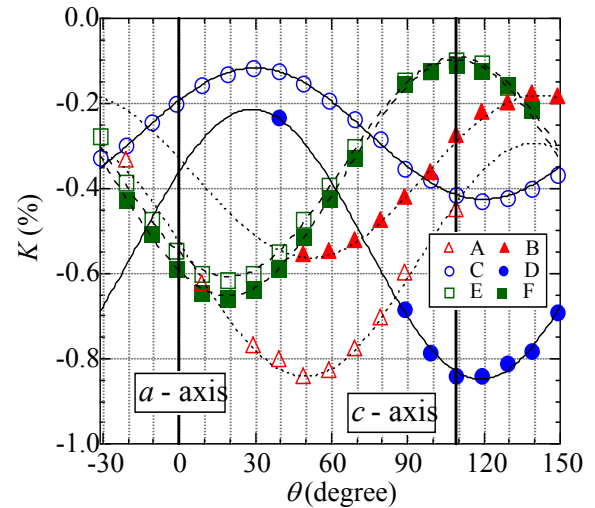 0.0
-0.2
-0.4
-0.6
-0.8
-1.0
K (%)
A B
C D
E F
a - axis
c - axis
-30 0 30 60 90 120 150
θ (degree)